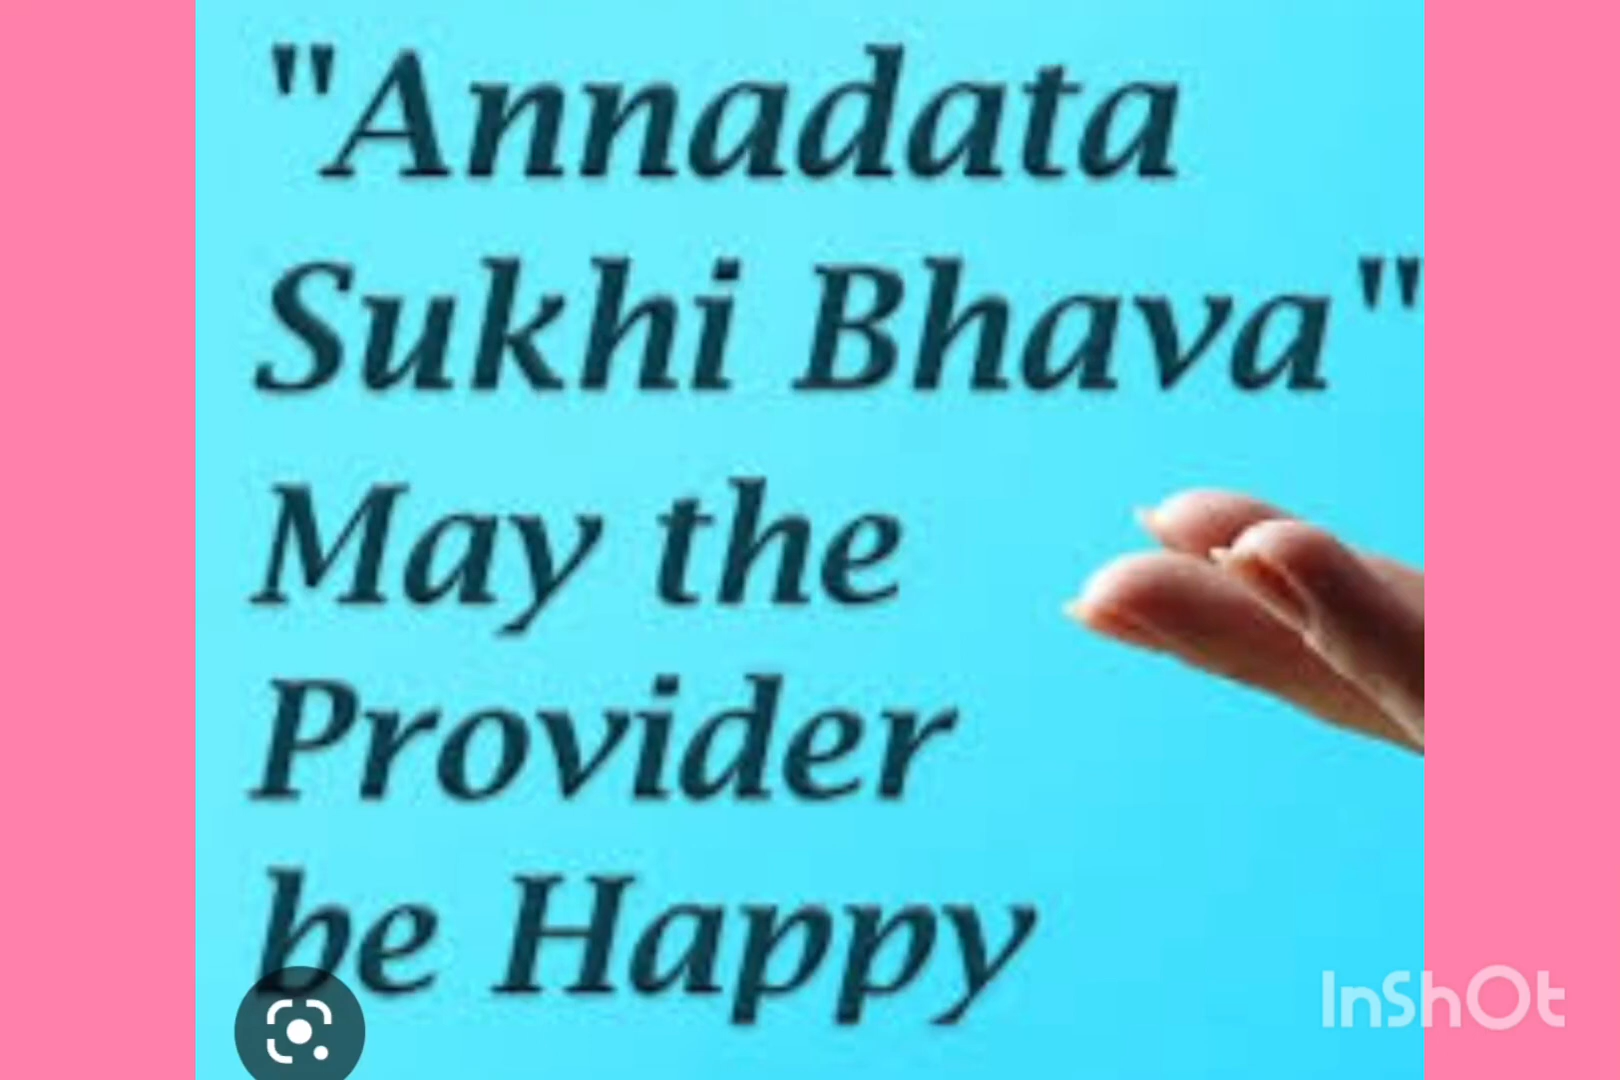 "Annadata
Sukhi Bhava"
May the
Provider
be Happy
InShOt